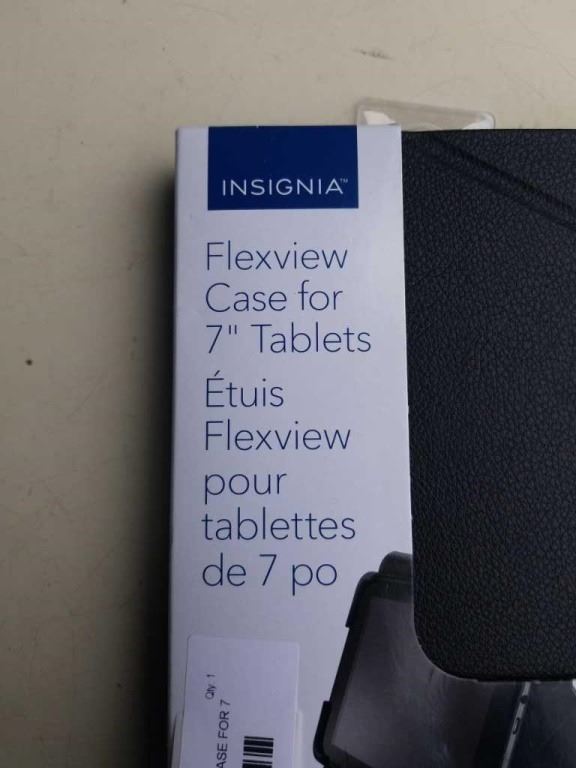 INSIGNIA™
Flexview
Case for
7" Tablets
Étuis
Flexview
pour
tablettes
de 7 po
Qty: 1
ASE FOR 7